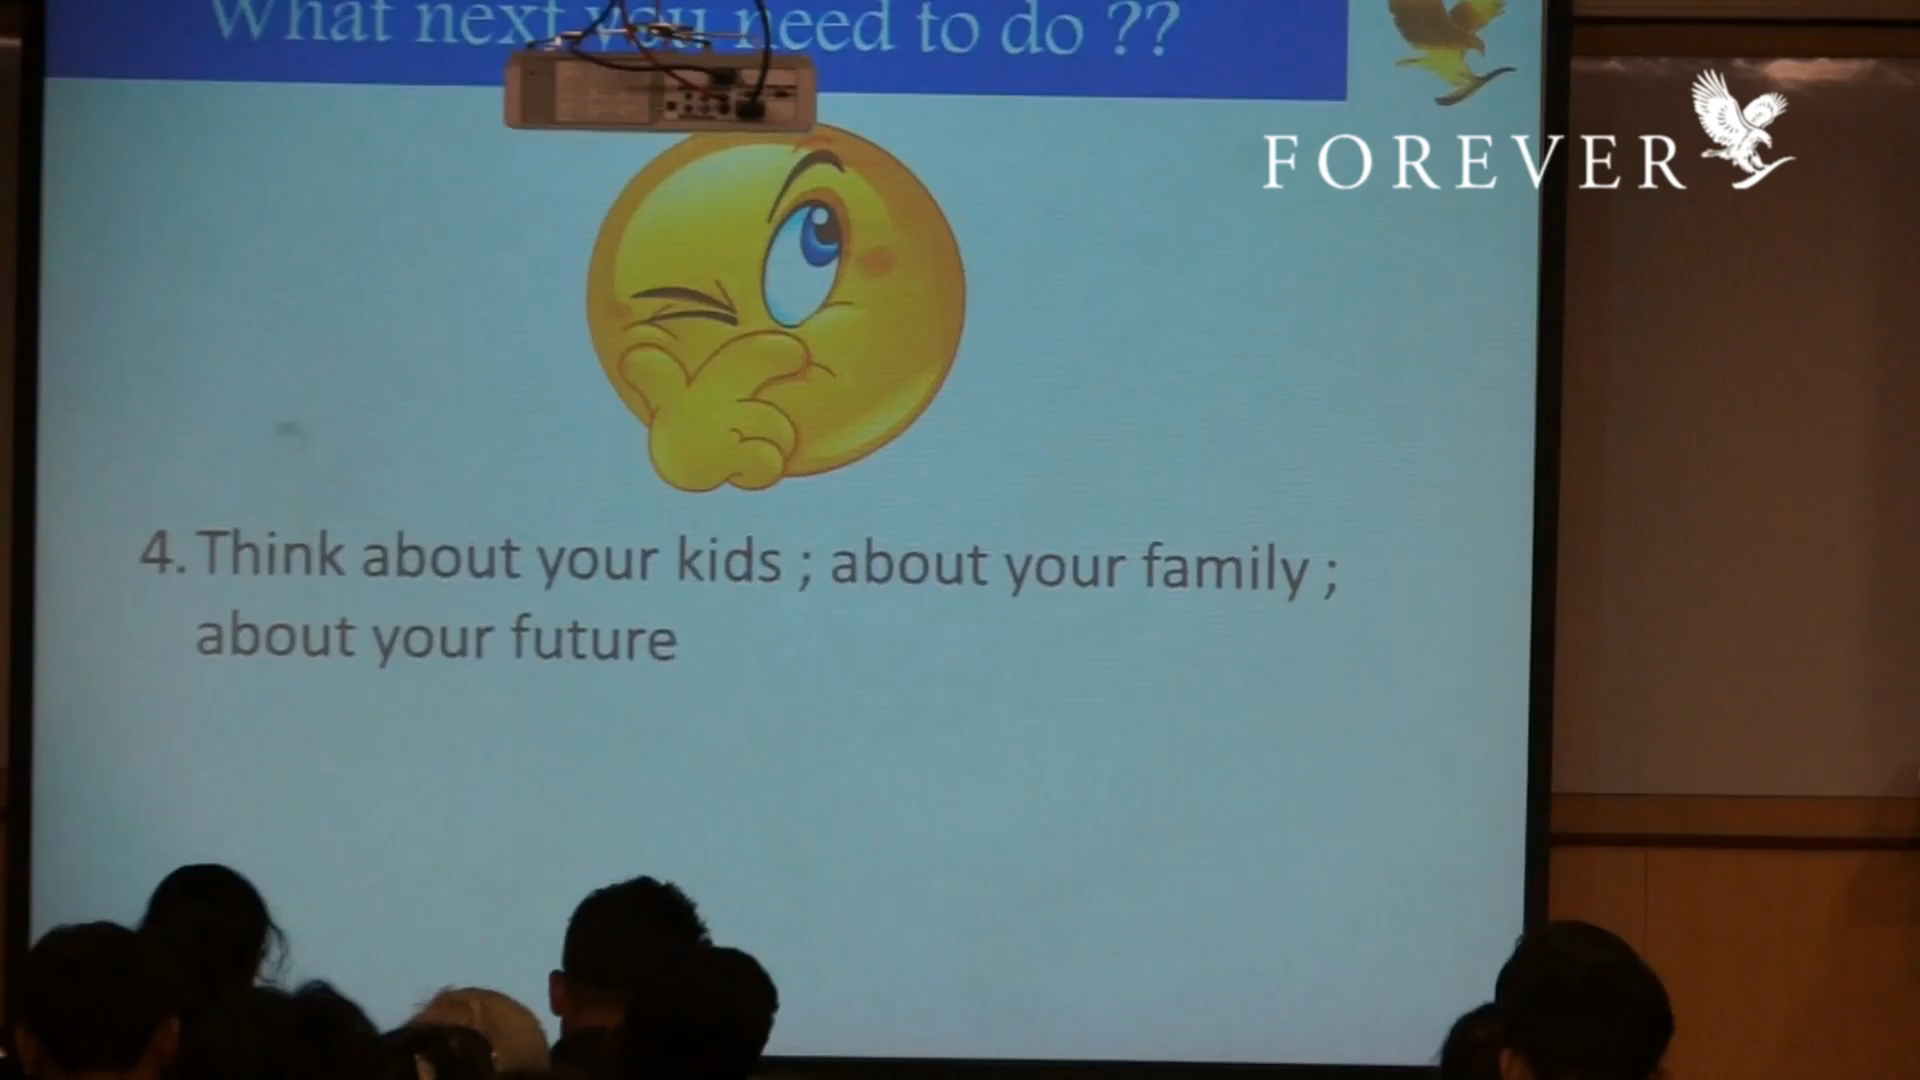 What next you need to do ??
FOREVER
4. Think about your kids ; about your family ;
about your future